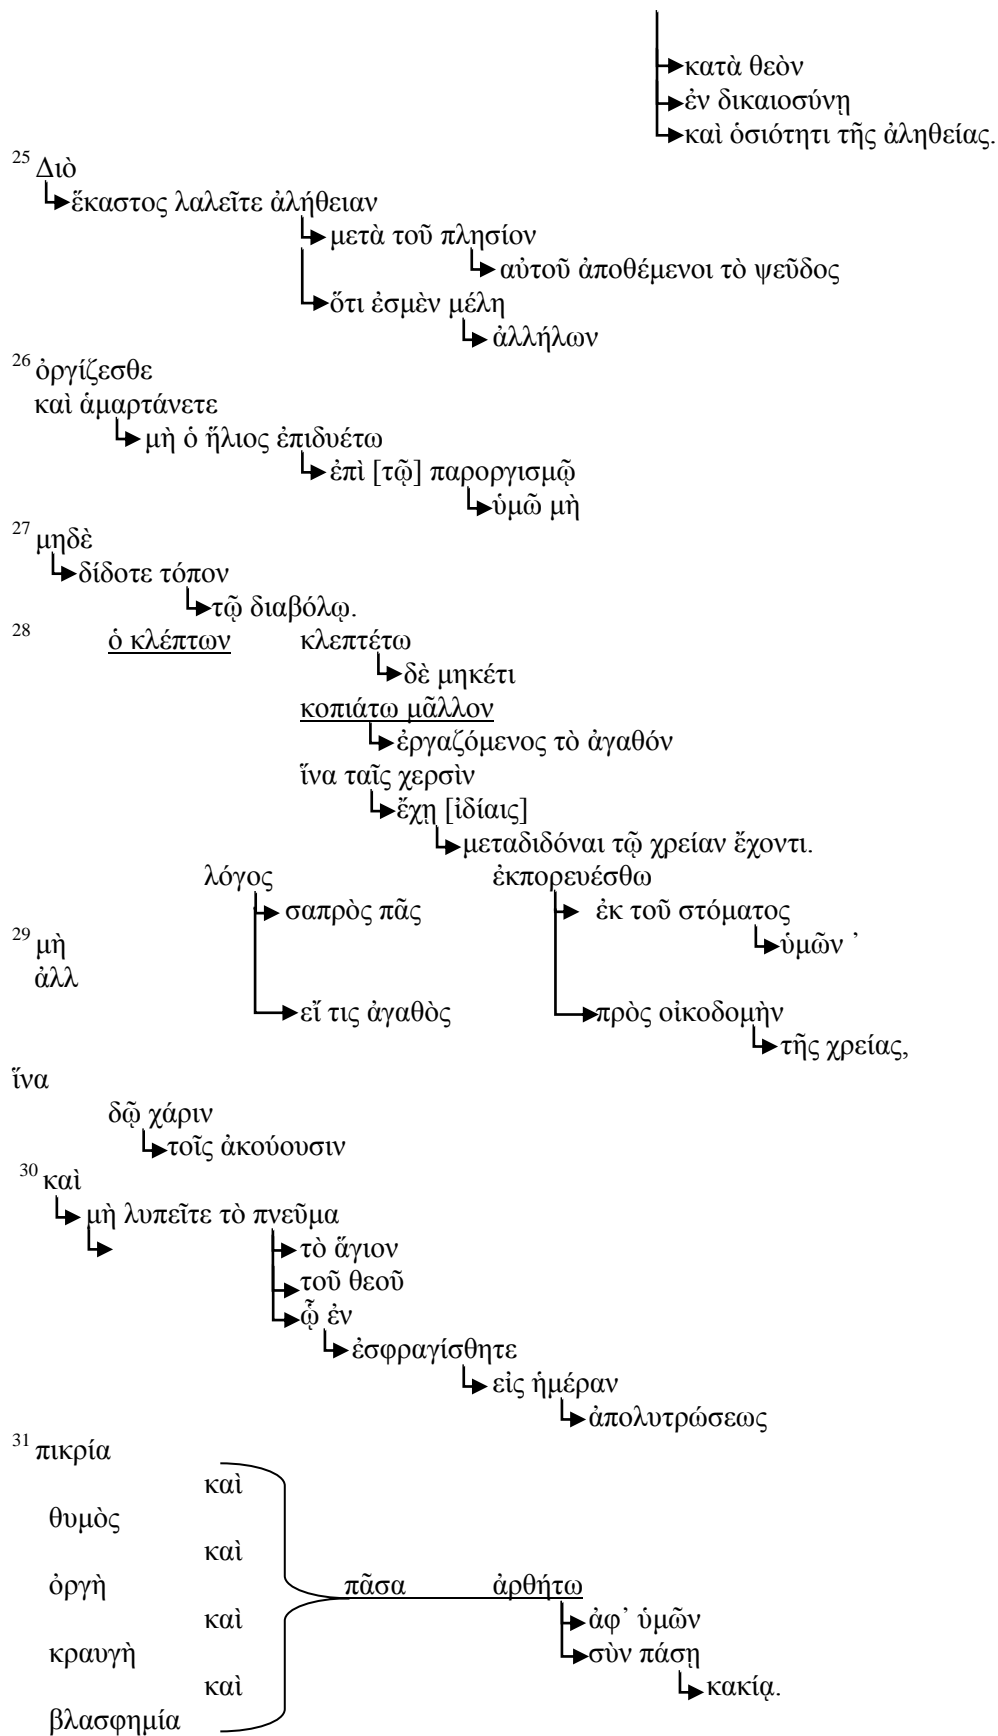 κατὰ θεὸν
ἐν δικαιοσύνῃ
καὶ ὁσιότητι τῆς ἀληθείας.
25 Διὸ
ἕκαστος λαλεῖτε ἀλήθειαν
μετὰ τοῦ πλησίον
αὐτοῦ ἀποθέμενοι τὸ ψεῦδος
ὅτι ἐσμὲν μέλη
ἀλλήλων
26 ὀργίζεσθε
καὶ ἁμαρτάνετε
μὴ ὁ ἥλιος ἐπιδυέτω
ἐπὶ [τῷ] παροργισμῷ
ὑμῶ μὴ
27 μηδὲ
δίδοτε τόπον
τῷ διαβόλῳ.
28 ὁ κλέπτων κλεπτέτω
δὲ μηκέτι
κοπιάτω μᾶλλον
ἐργαζόμενος τὸ ἀγαθόν
ἵνα ταῖς χερσὶν
ἔχῃ [ἰδίαις]
μεταδιδόναι τῷ χρείαν ἔχοντι.
λόγος ἐκπορευέσθω
σαπρὸς πᾶς ἐκ τοῦ στόματος
29 μὴ ὑμῶν ’
ἀλλ
εἴ τις ἀγαθὸς πρὸς οἰκοδομὴν
τῆς χρείας,
ἵνα
δῷ χάριν
τοῖς ἀκούουσιν
30 καὶ
μὴ λυπεῖτε τὸ πνεῦμα
τὸ ἅγιον
τοῦ θεοῦ
ᾧ ἐν
ἐσφραγίσθητε
εἰς ἡμέραν
ἀπολυτρώσεως
31 πικρία
καὶ
θυμὸς
καὶ
ὀργὴ πᾶσα ἀρθήτω
καὶ ἀφ’ ὑμῶν
κραυγὴ σὺν πάσῃ
καὶ κακίᾳ.
βλασφημία